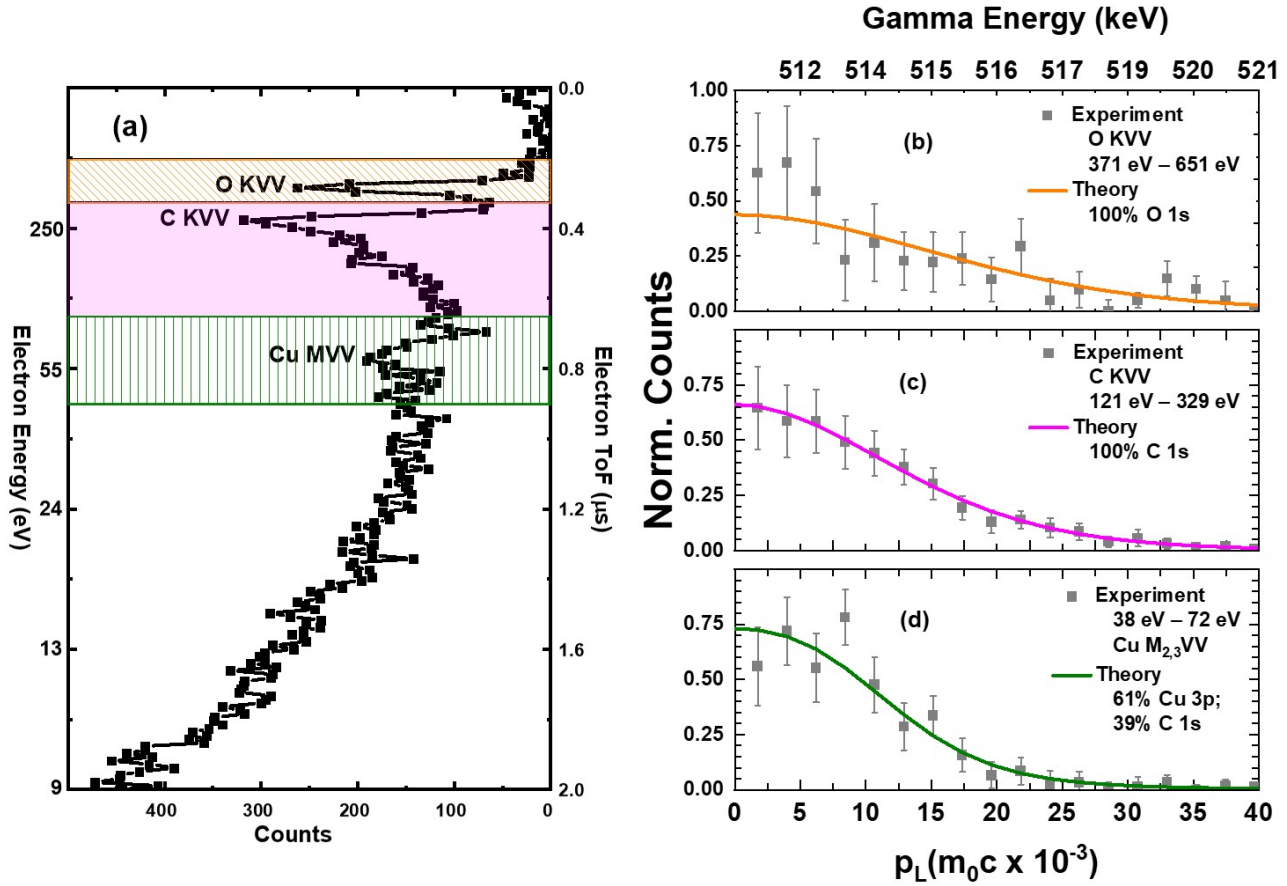 (a)
O KVV
C KVV
Cu MVV
250
55
24
13
9
Electron Energy (eV)
0.0
0.4
0.8
1.2
1.6
2.0
Electron ToF (μs)
400
300
200
100
0
Counts
Gamma Energy (keV)
512 514 515 516 517 519 520 521
Norm. Counts
1.00
0.75
0.50
0.25
0.00
(b)
Experiment
O KVV
371 eV – 651 eV
Theory
100% O 1s
0.75
0.50
0.25
0.00
(c)
Experiment
C KVV
121 eV – 329 eV
Theory
100% C 1s
0.75
0.50
0.25
0.00
(d)
Experiment
38 eV – 72 eV
Cu M2,3VV
Theory
61% Cu 3p;
39% C 1s
0 5 10 15 20 25 30 35 40
pL(m0c x 10-3)